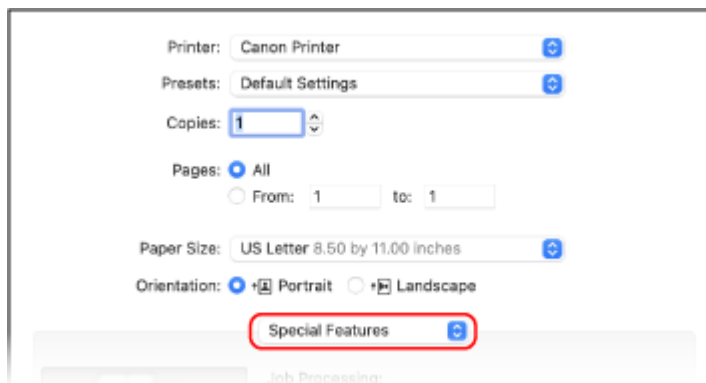 Printer: Canon Printer
Presets: Default Settings
Copies: 1
Pages: All
From: 1 to: 1
Paper Size: US Letter 8.50 by 11.00 inches
Orientation: Portrait Landscape
Special Features
Job Processing: